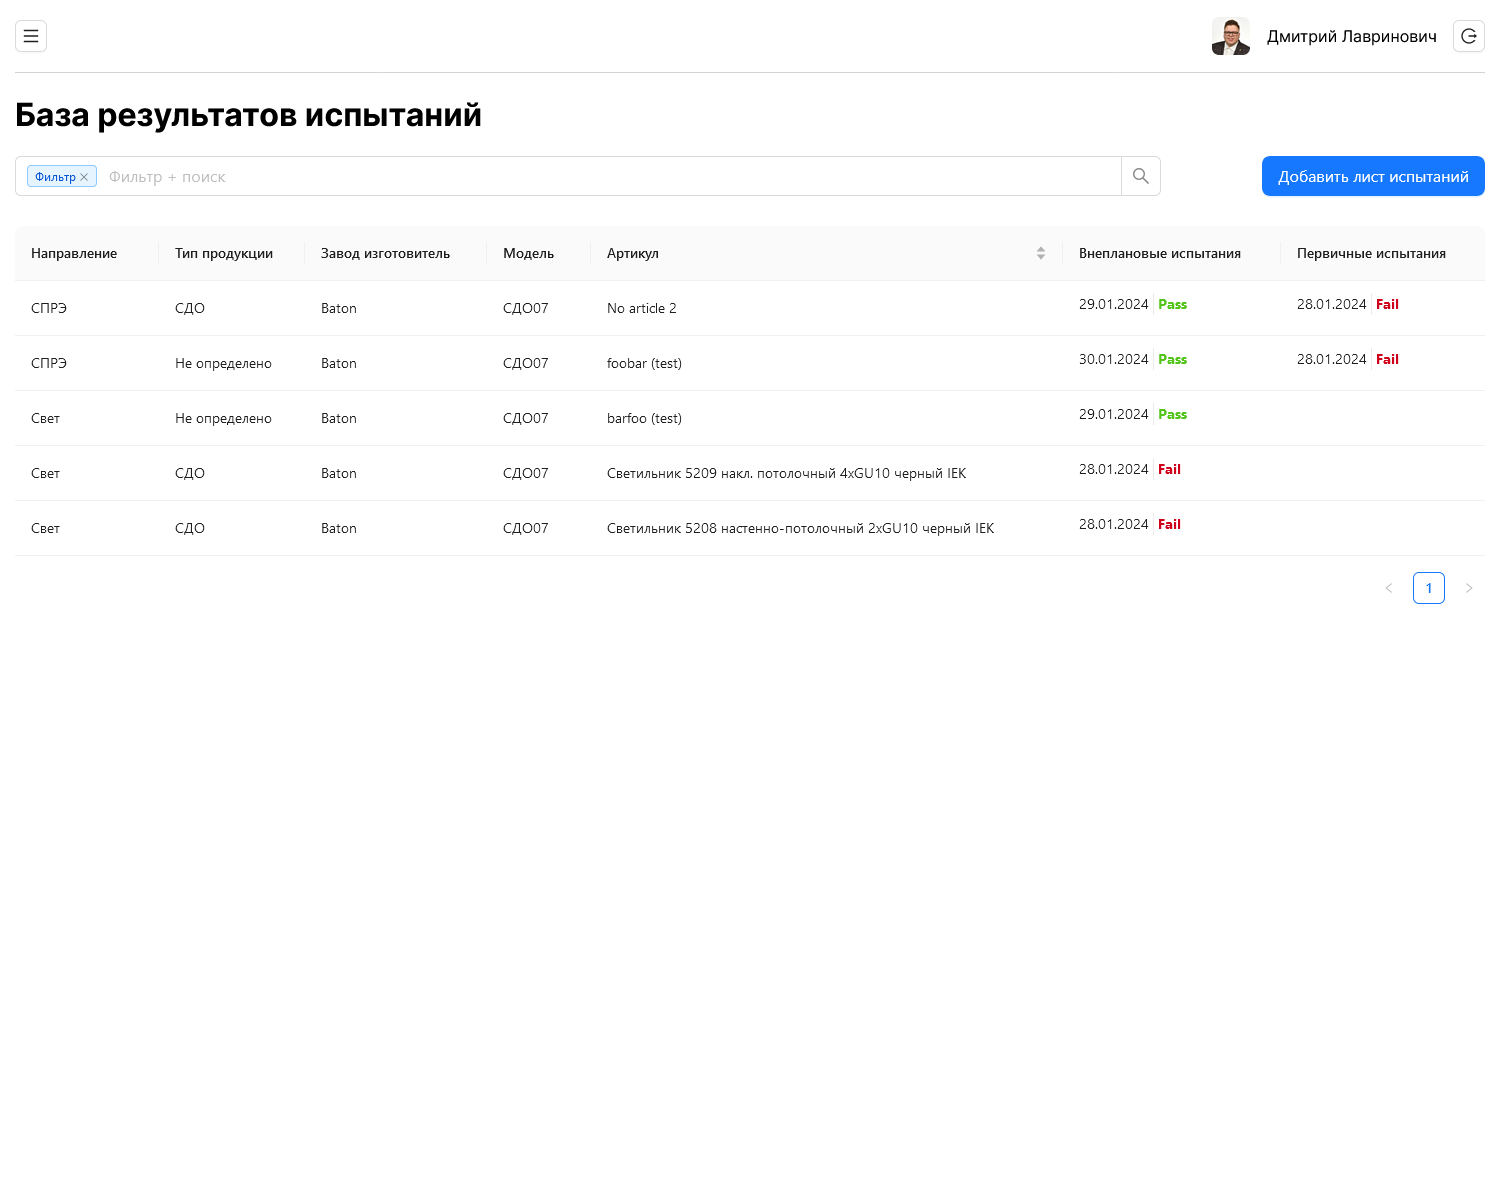 Дмитрий Лавринович
База результатов испытаний
Фильтр Фильтр + поиск Добавить лист испытаний
Направление Тип продукции Завод изготовитель Модель Артикул Внеплановые испытания Первичные испытания
СПРЭ СДО Baton СДО07 No article 2 29.01.2024 Pass 28.01.2024 Fail
СПРЭ Не определено Baton СДО07 foobar (test) 30.01.2024 Pass 28.01.2024 Fail
Свет Не определено Baton СДО07 barfoo (test) 29.01.2024 Pass
Свет СДО Baton СДО07 Светильник 5209 накл. потолочный 4xGU10 черный IEK 28.01.2024 Fail
Свет СДО Baton СДО07 Светильник 5208 настенно-потолочный 2xGU10 черный IEK 28.01.2024 Fail
1